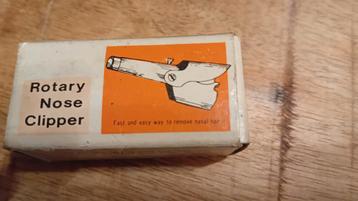 Rotary
Nose
Clipper
Fast and easy way to remove nasal hair